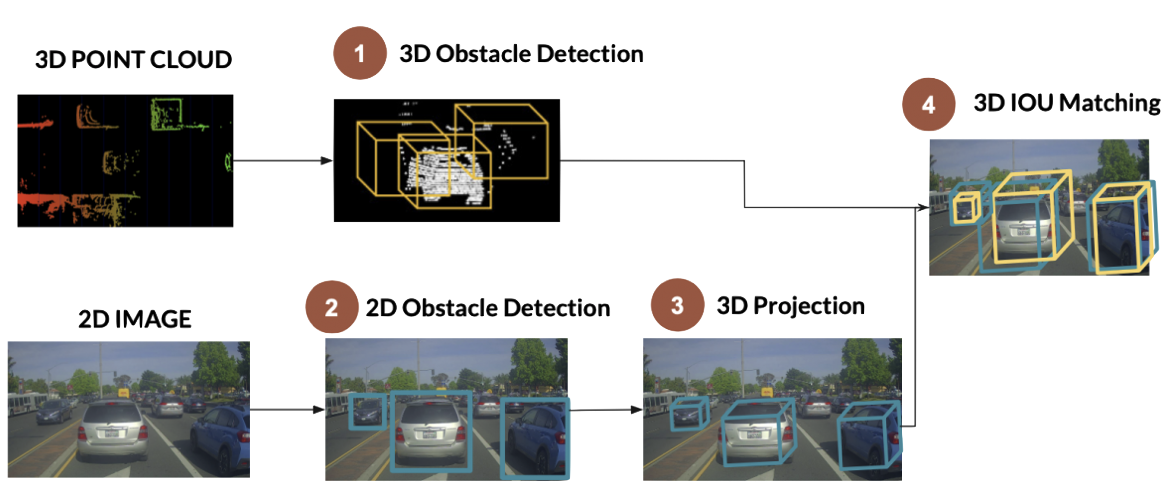 3D POINT CLOUD
1
3D Obstacle Detection
4
3D IOU Matching
2D IMAGE
2
2D Obstacle Detection
3
3D Projection